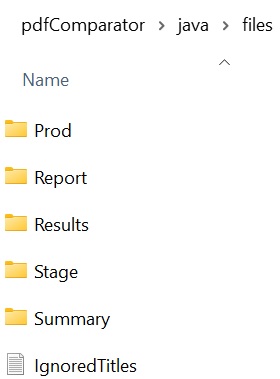 pdfComparator > java > files
Name
Prod
Report
Results
Stage
Summary
IgnoredTitles